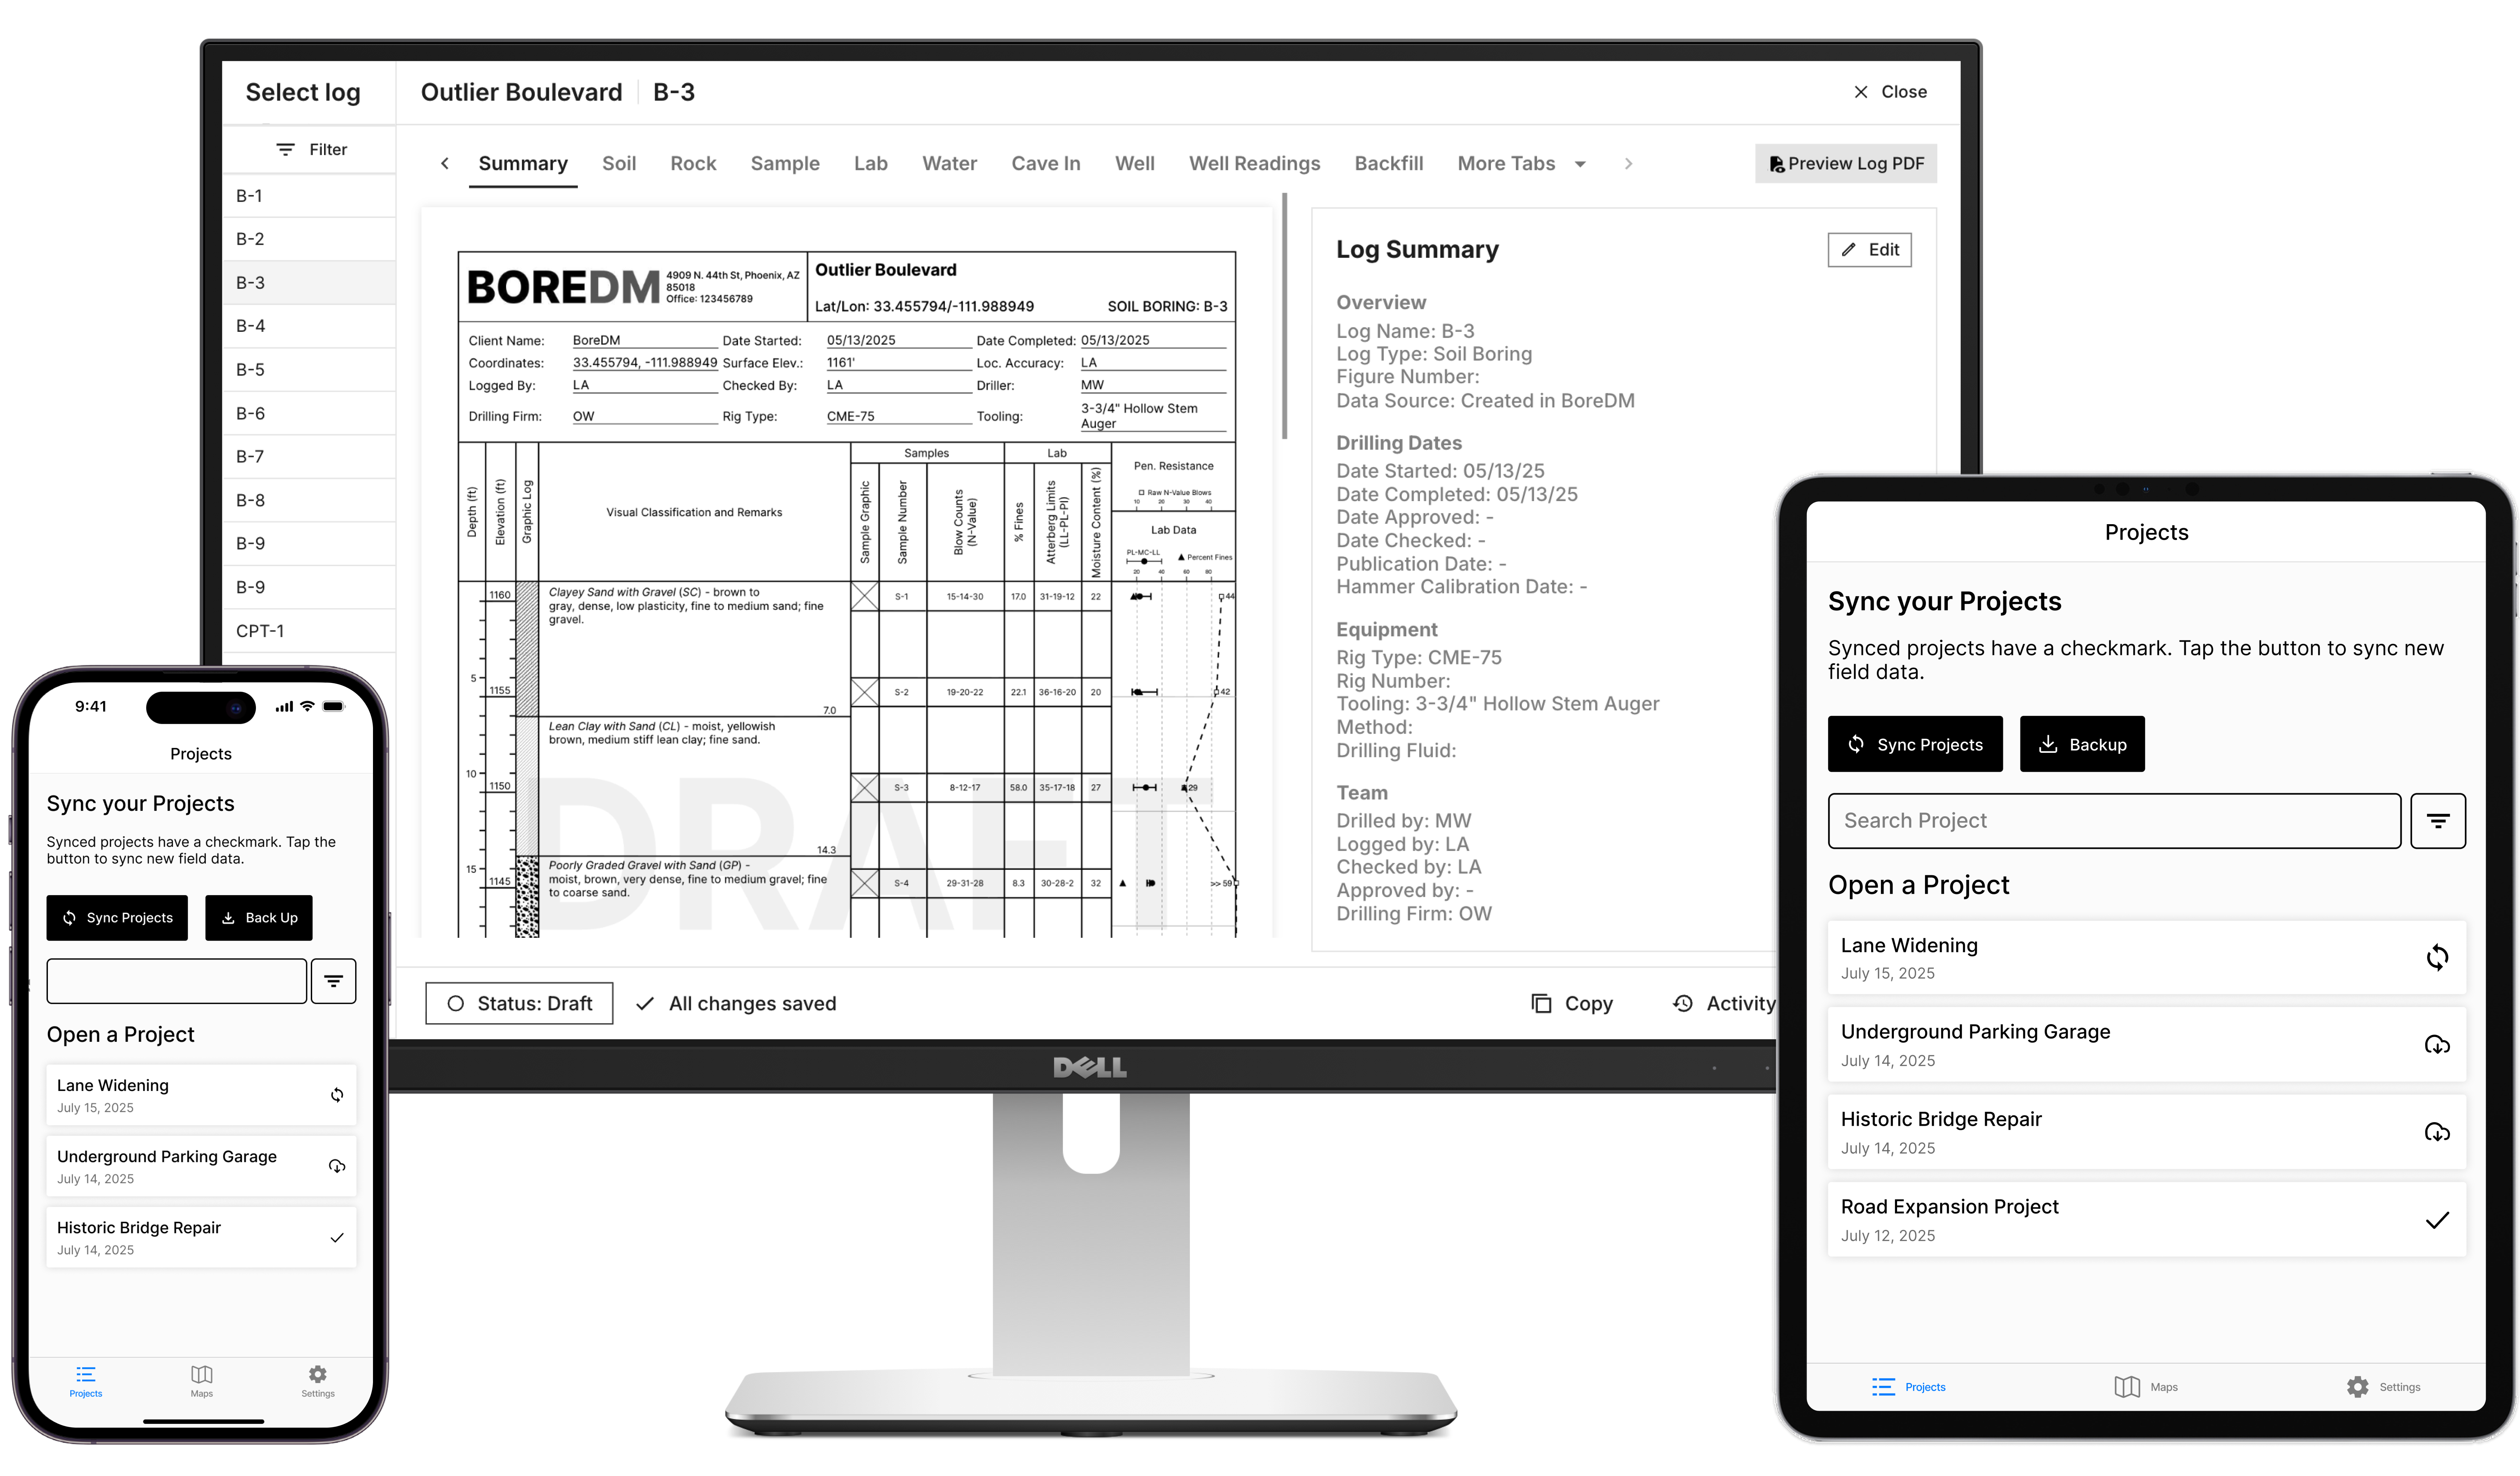 Select log
Outlier Boulevard
B-3
Close
Filter
Summary
Soil
Rock
Sample
Lab
Water
Cave In
Well
Well Readings
Backfill
More Tabs
Preview Log PDF
B-1
B-2
B-3
B-4
B-5
B-6
B-7
B-8
B-9
B-9
CPT-1
BOREDM
4909 N. 44th St, Phoenix, AZ
85018
Office: 123456789
Outlier Boulevard
Lat/Lon: 33.455794/-111.988949
SOIL BORING: B-3
Client Name: BoreDM Date Started: 05/13/2025 Date Completed: 05/13/2025
Coordinates: 33.455794, -111.988949 Surface Elev.: 1161' Loc. Accuracy: LA
Logged By: LA Checked By: LA Driller: MW
Drilling Firm: OW Rig Type: CME-75 Tooling: 3-3/4" Hollow Stem
Auger
Depth (ft)
Elevation (ft)
Graphic Log
Visual Classification and Remarks
Samples
Sample Graphic
Sample Number
Blow Counts
(N-Value)
Lab
% Fines
Atterberg Limits
(LL-PL-PI)
Moisture Content (%)
Pen. Resistance
Raw N-Value Blows
10 20 30 40
Lab Data
PL-MC-LL
Percent Fines
20 40 60 80
1160
Clayey Sand with Gravel (SC) - brown to
gray, dense, low plasticity, fine to medium sand; fine
gravel.
S-1 15-14-30 17.0 31-19-12 22
44
5
1155
S-2 19-20-22 22.1 36-16-20 20
42
7.0
Lean Clay with Sand (CL) - moist, yellowish
brown, medium stiff lean clay; fine sand.
10
1150
S-3 8-12-17 58.0 35-17-18 27
29
14.3
Poorly Graded Gravel with Sand (GP) -
moist, brown, very dense, fine to medium gravel; fine
to coarse sand.
15
1145
S-4 29-31-28 8.3 30-28-2 32
>> 59
DRAFT
Log Summary
Edit
Overview
Log Name: B-3
Log Type: Soil Boring
Figure Number:
Data Source: Created in BoreDM
Drilling Dates
Date Started: 05/13/25
Date Completed: 05/13/25
Date Approved: -
Date Checked: -
Publication Date: -
Hammer Calibration Date: -
Equipment
Rig Type: CME-75
Rig Number:
Tooling: 3-3/4" Hollow Stem Auger
Method:
Drilling Fluid:
Team
Drilled by: MW
Logged by: LA
Checked by: LA
Approved by: -
Drilling Firm: OW
Status: Draft
All changes saved
Copy
Activity
DELL
9:41
Projects
Sync your Projects
Synced projects have a checkmark. Tap the
button to sync new field data.
Sync Projects
Back Up
Open a Project
Lane Widening
July 15, 2025
Underground Parking Garage
July 14, 2025
Historic Bridge Repair
July 14, 2025
Projects
Maps
Settings
Projects
Sync your Projects
Synced projects have a checkmark. Tap the button to sync new
field data.
Sync Projects
Backup
Search Project
Open a Project
Lane Widening
July 15, 2025
Underground Parking Garage
July 14, 2025
Historic Bridge Repair
July 14, 2025
Road Expansion Project
July 12, 2025
Projects
Maps
Settings